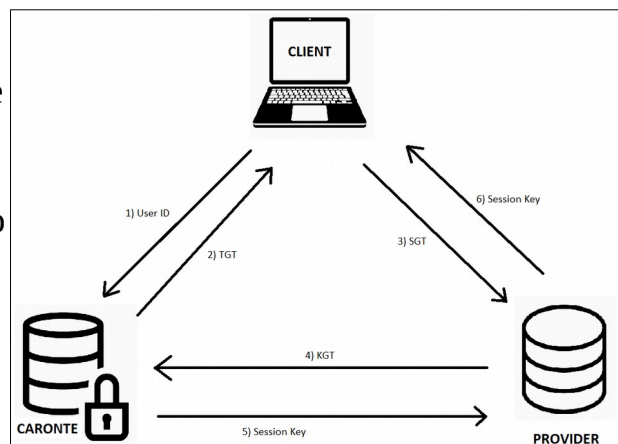 e
o
CLIENT
1) User ID
2) TGT
3) SGT
6) Session Key
4) KGT
5) Session Key
CARONTE
PROVIDER